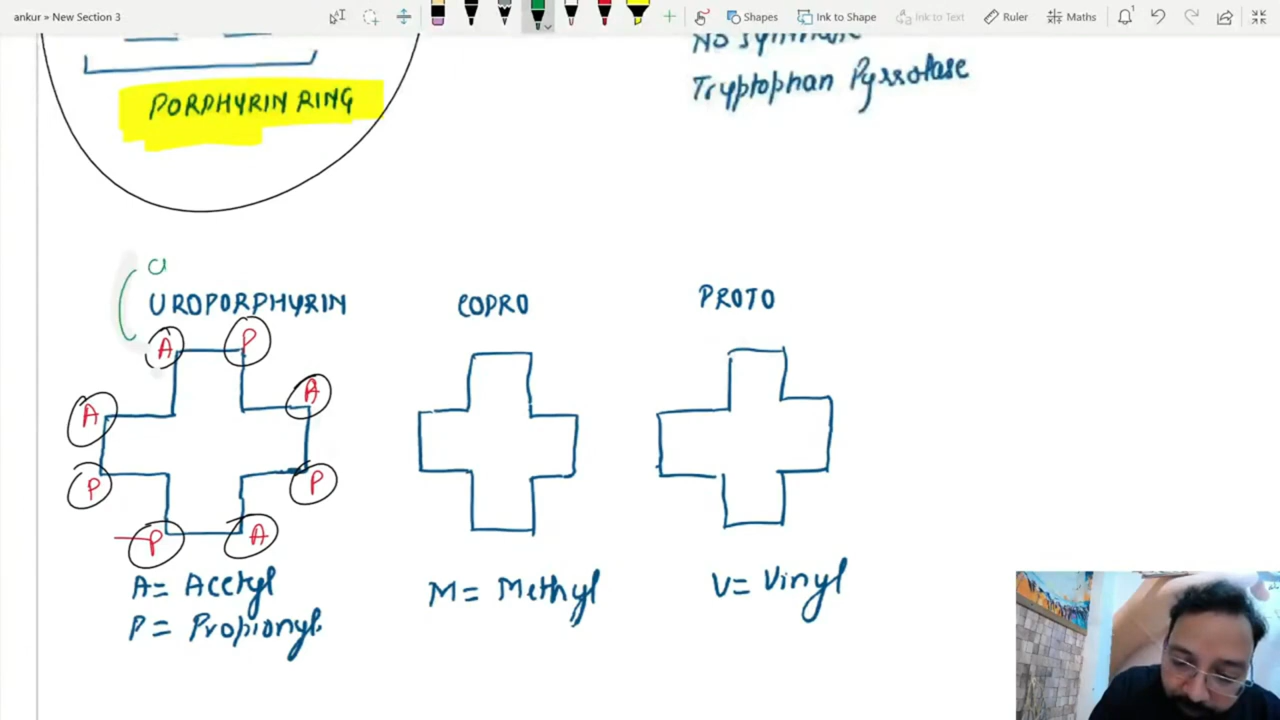 ankur » New Section 3
Shapes
Ink to Shape
Ink to Text
Ruler
Maths
Tryptophan Pyrrolase
PORPHYRIN RING
UROPORPHYRIN
COPRO
PROTO
A
P
A
A
P
P
P
A
A= Acetyl
P= Propionyl
M= Methyl
V= Vinyl